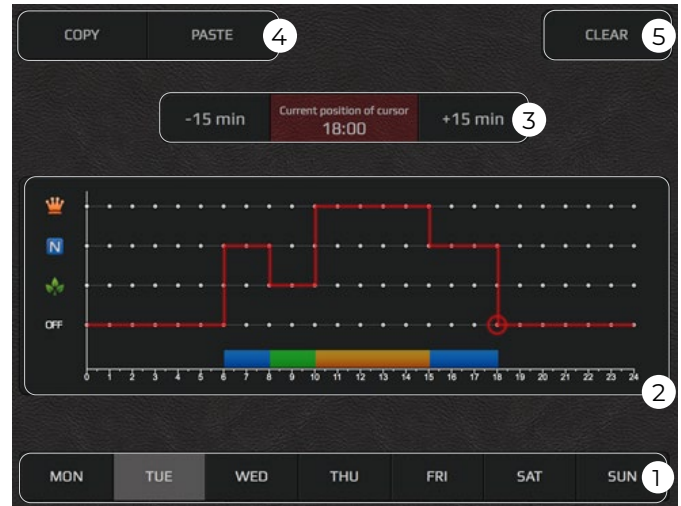 COPY PASTE 4 CLEAR 5
Current position of cursor
-15 min 18:00 +15 min 3
N
OFF
0 1 2 3 4 5 6 7 8 9 10 11 12 13 14 15 16 17 18 19 20 21 22 23 24
2
MON TUE WED THU FRI SAT SUN 1